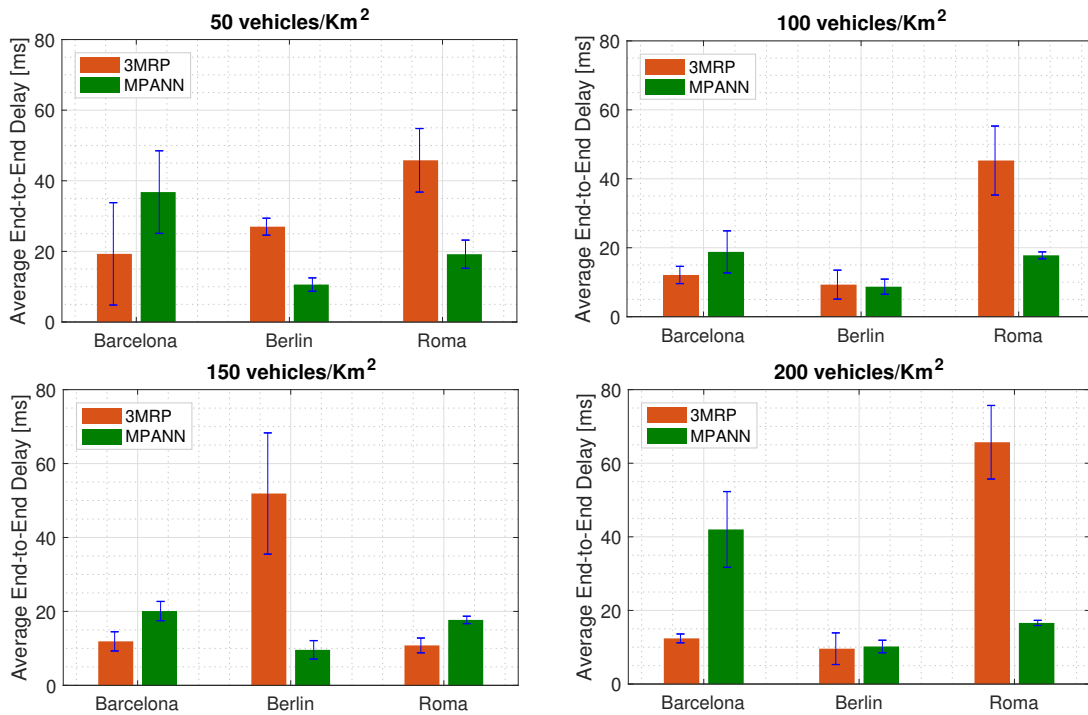 50 vehicles/Km²
Average End-to-End Delay [ms]
80
60
40
20
0
3MRP
MPANN
Barcelona Berlin Roma
100 vehicles/Km²
Average End-to-End Delay [ms]
80
60
40
20
0
3MRP
MPANN
Barcelona Berlin Roma
150 vehicles/Km²
Average End-to-End Delay [ms]
80
60
40
20
0
3MRP
MPANN
Barcelona Berlin Roma
200 vehicles/Km²
Average End-to-End Delay [ms]
80
60
40
20
0
3MRP
MPANN
Barcelona Berlin Roma